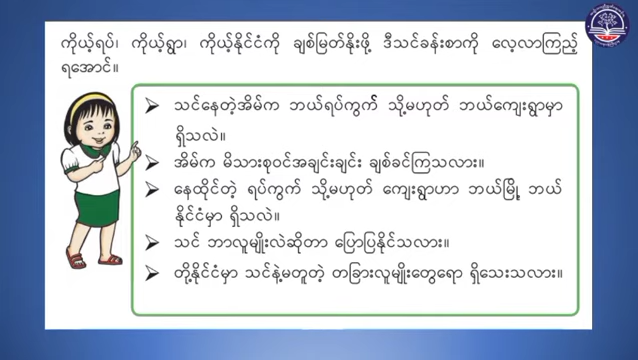 ကိုယ့်ရပ်၊ ကိုယ့်ရွာ၊ ကိုယ့်နိုင်ငံကို ချစ်မြတ်နိုးဖို့ ဒီသင်ခန်းစာကို လေ့လာကြည့်
ရအောင်။
➢ သင်နေတဲ့အိမ်က ဘယ်ရပ်ကွက် သို့မဟုတ် ဘယ်ကျေးရွာမှာ
ရှိသလဲ။
➢ အိမ်က မိသားစုဝင်အချင်းချင်း ချစ်ခင်ကြသလား။
➢ နေထိုင်တဲ့ ရပ်ကွက် သို့မဟုတ် ကျေးရွာဟာ ဘယ်မြို့ ဘယ်
နိုင်ငံမှာ ရှိသလဲ။
➢ သင် ဘာလူမျိုးလဲဆိုတာ ပြောပြနိုင်သလား။
➢ တို့နိုင်ငံမှာ သင်နဲ့မတူတဲ့ တခြားလူမျိုးတွေရော ရှိသေးသလား။